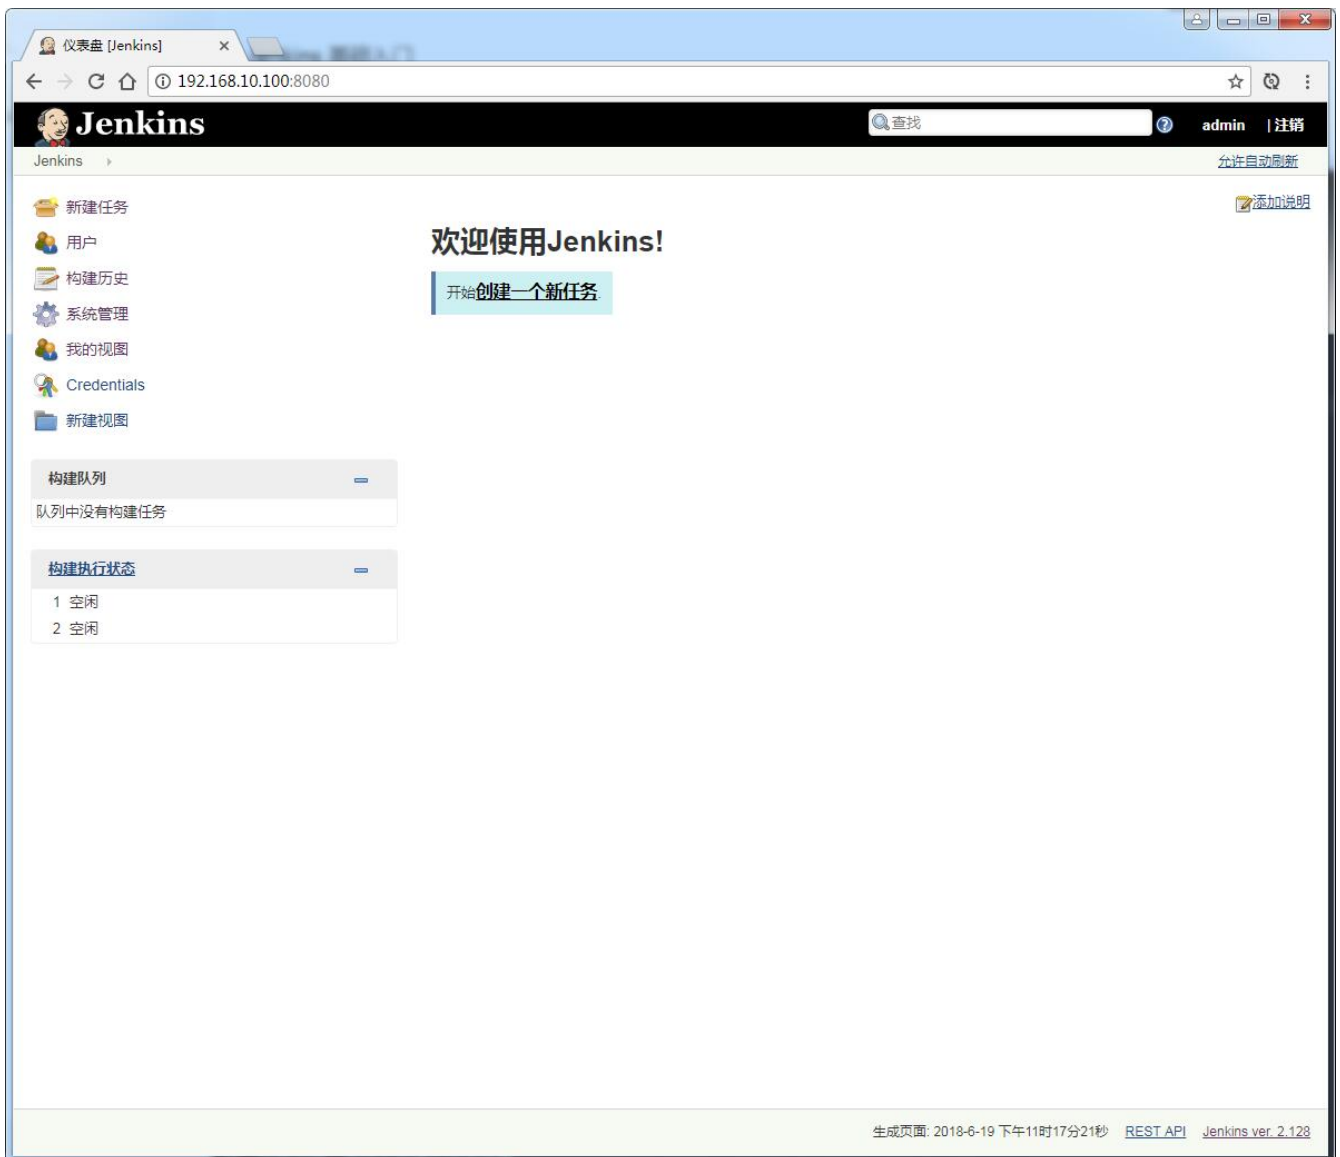 仪表盘 [Jenkins]
192.168.10.100:8080
Jenkins
查找
admin |注销
Jenkins
允许自动刷新
添加说明
新建任务
用户
构建历史
系统管理
我的视图
Credentials
新建视图
欢迎使用Jenkins!
开始创建一个新任务.
构建队列
队列中没有构建任务
构建执行状态
1 空闲
2 空闲
生成页面: 2018-6-19 下午11时17分21秒 REST API Jenkins ver. 2.128